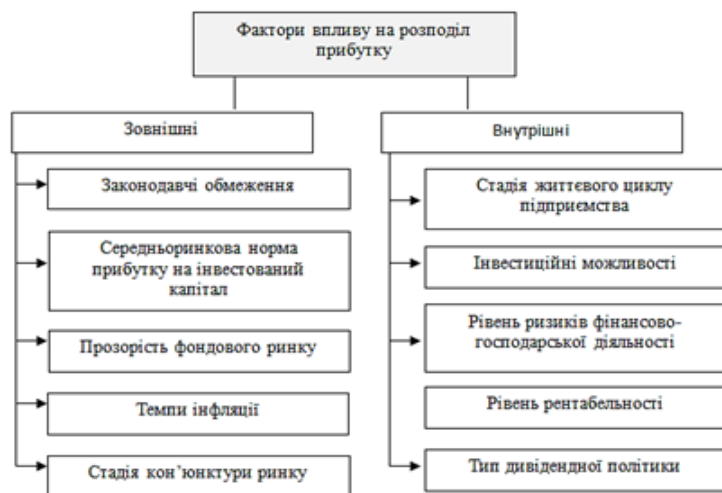 Фактори впливу на розподіл
прибутку
Зовнішні
Законодавчі обмеження
Середньоринкова норма
прибутку на інвестований
капітал
Прозорість фондового ринку
Темпи інфляції
Стадія кон’юнктури ринку
Внутрішні
Стадія життєвого циклу
підприємства
Інвестиційні можливості
Рівень ризиків фінансово-
господарської діяльності
Рівень рентабельності
Тип дивідендної політики